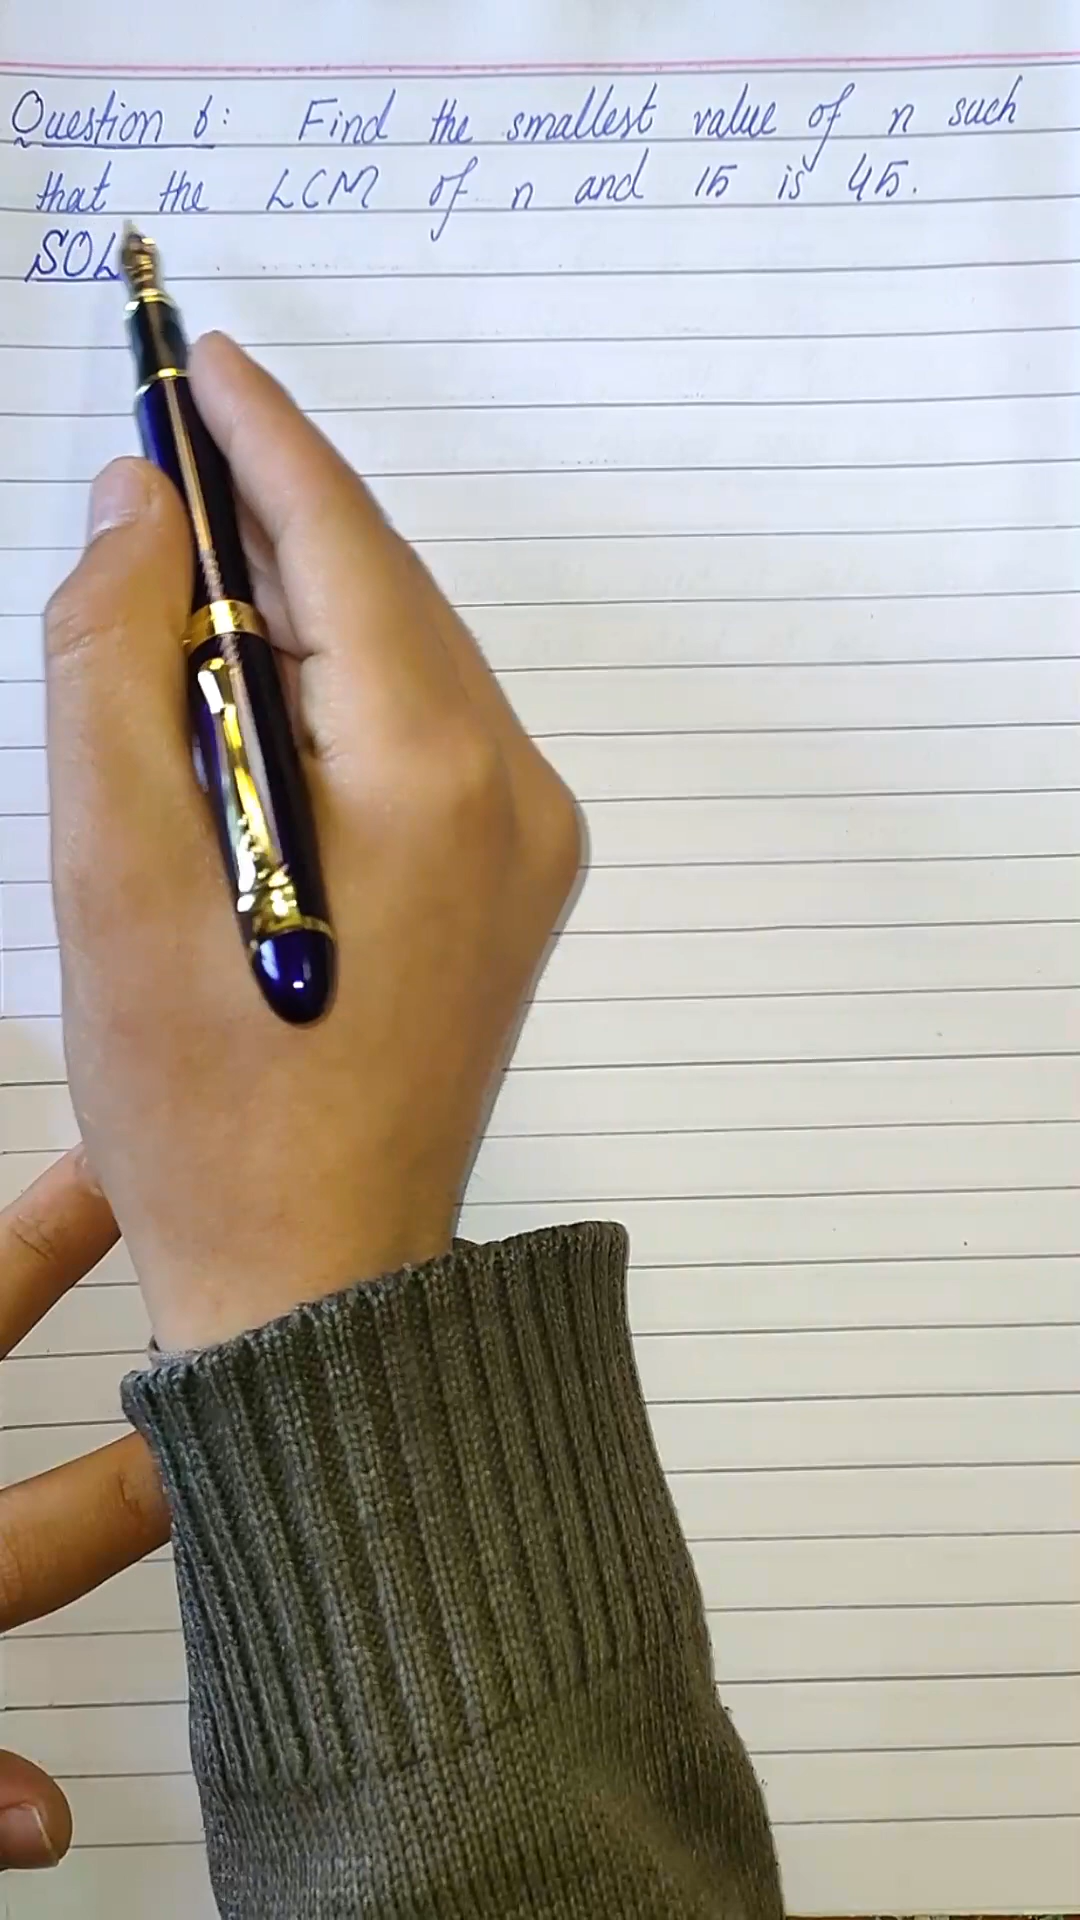 Question 6: Find the smallest value of n such
that the LCM of n and 15 is 45.
SOL